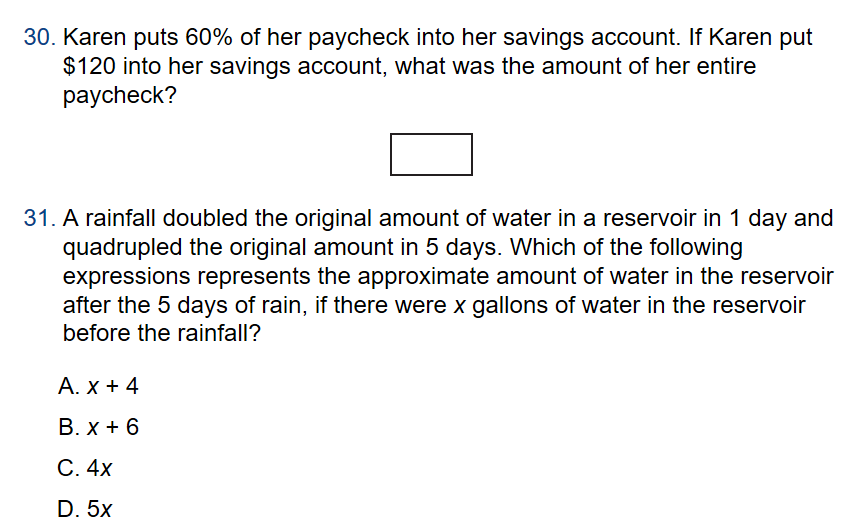 30. Karen puts 60% of her paycheck into her savings account. If Karen put
$120 into her savings account, what was the amount of her entire
paycheck?
31. A rainfall doubled the original amount of water in a reservoir in 1 day and
quadrupled the original amount in 5 days. Which of the following
expressions represents the approximate amount of water in the reservoir
after the 5 days of rain, if there were x gallons of water in the reservoir
before the rainfall?
A. x + 4
B. x + 6
C. 4x
D. 5x